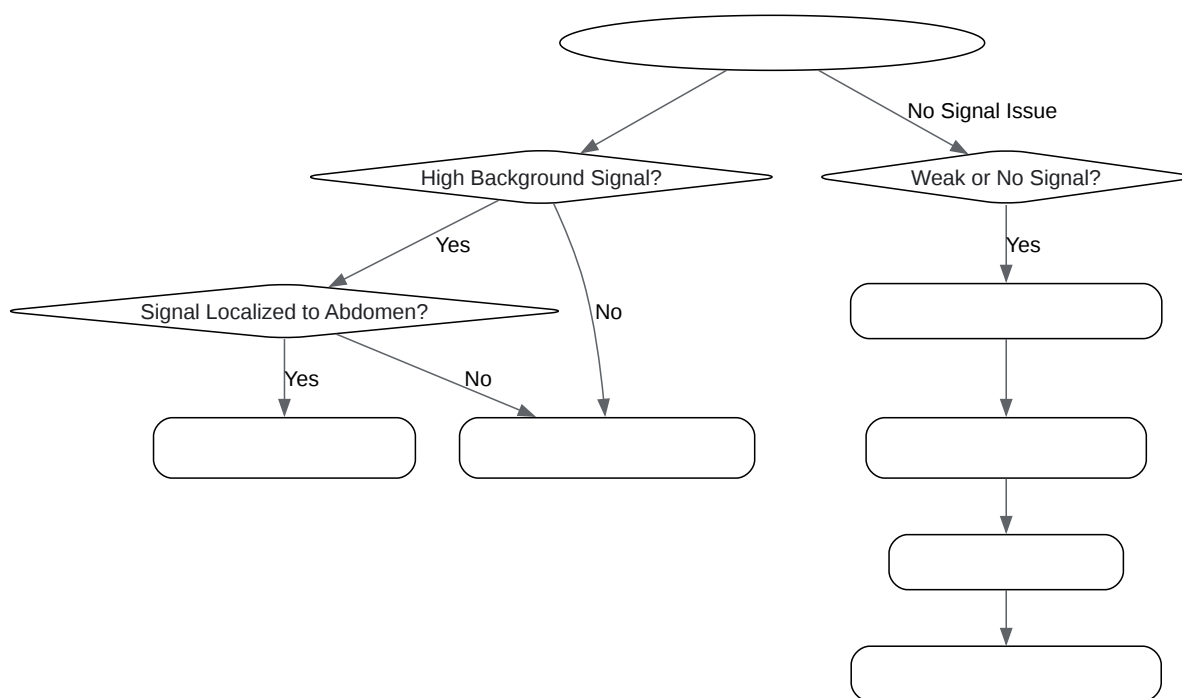 No Signal Issue
High Background Signal?
Weak or No Signal?
Yes
Yes
Signal Localized to Abdomen?
No
Yes
No